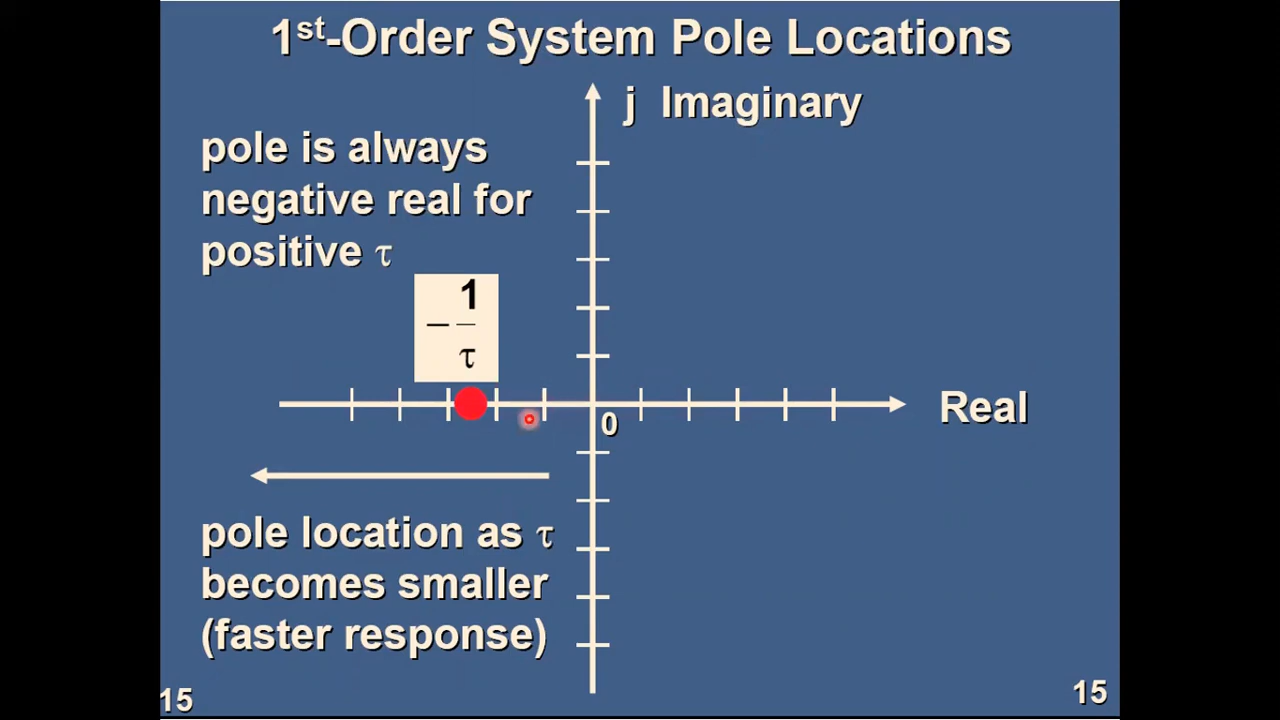 1st-Order System Pole Locations
j Imaginary
pole is always
negative real for
positive τ
− 1
τ
0
Real
pole location as τ
becomes smaller
(faster response)
15
15